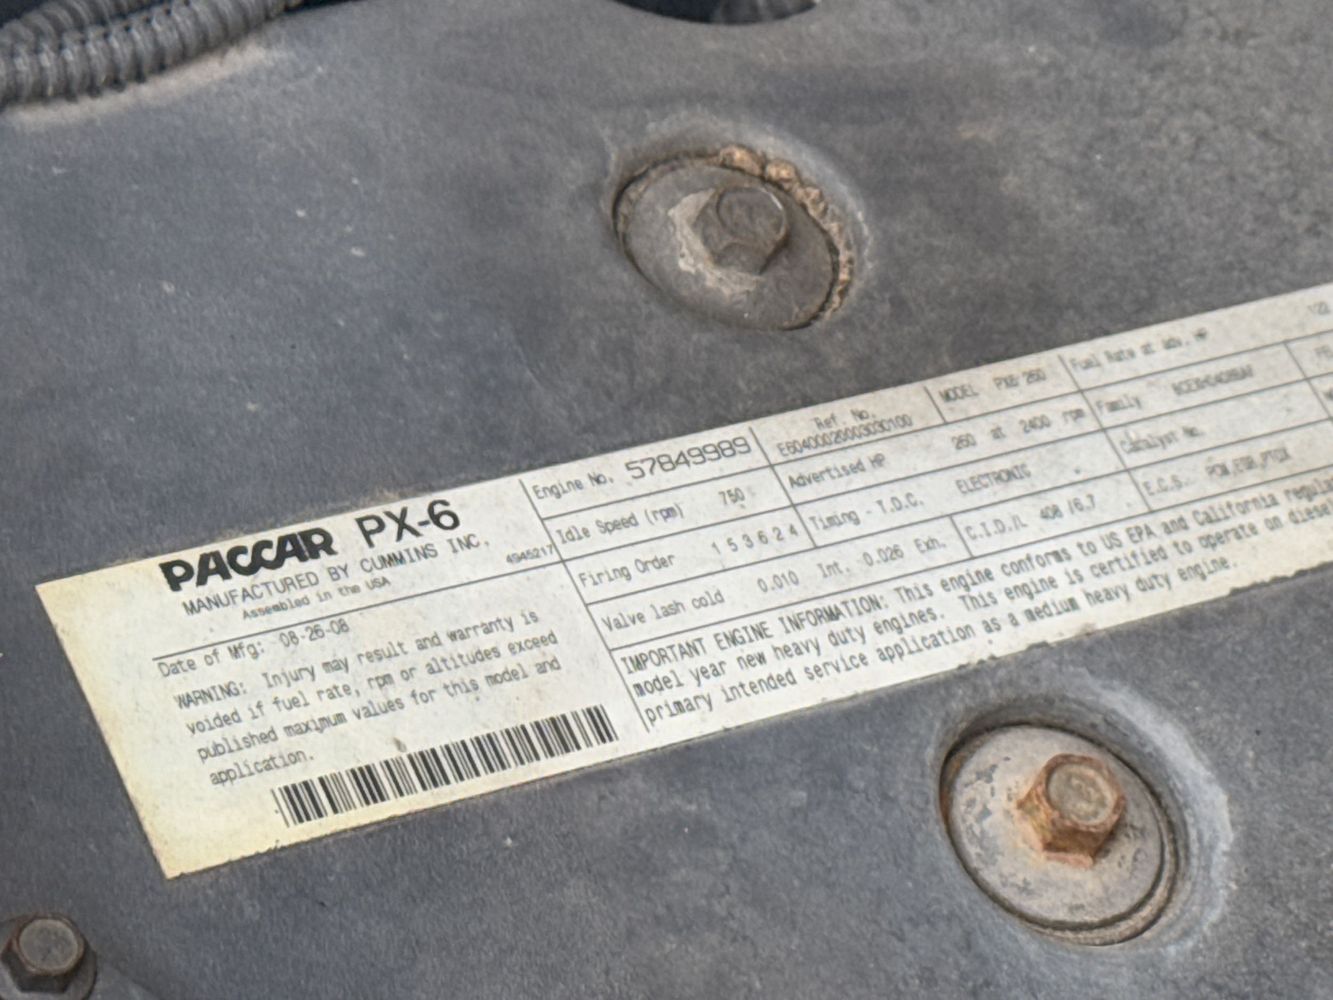 PACCAR PX-6
MANUFACTURED BY CUMMINS INC.
Assembled in the USA
4945217
Date of Mfg: 08-26-08
WARNING: Injury may result and warranty is
voided if fuel rate, rpm or altitudes exceed
published maximum values for this model and
application.
Engine No. 57849989
Ref. No.
MODEL PX6 260
Fuel Rate at adv. HP 122
Idle Speed (rpm) 750
Advertised HP 260 at 2400 rpm
Family
Firing Order 1 5 3 6 2 4
Timing - T.D.C. ELECTRONIC
Catalyst No.
Valve lash cold 0.010 Int. 0.026 Exh.
C.I.D./L 408 /6.7
E.C.S.
IMPORTANT ENGINE INFORMATION: This engine conforms to US EPA and California
model year new heavy duty engines. This engine is certified to operate on
primary intended service application as a medium heavy duty engine.